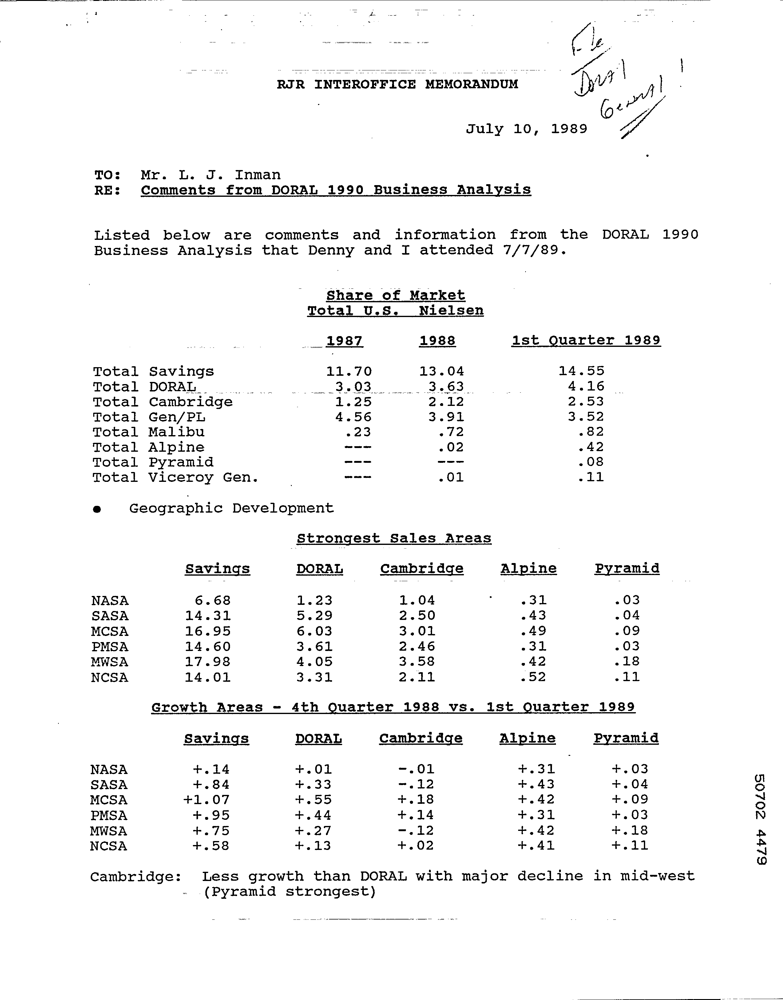 File
Doral
General!
RJR INTEROFFICE MEMORANDUM
July 10, 1989
TO: Mr. L. J. Inman
RE: Comments from DORAL 1990 Business Analysis
Listed below are comments and information from the DORAL 1990
Business Analysis that Denny and I attended 7/7/89.
Share of Market
Total U.S. Nielsen
1987 1988 1st Quarter 1989
Total Savings 11.70 13.04 14.55
Total DORAL 3.03 3.63 4.16
Total Cambridge 1.25 2.12 2.53
Total Gen/PL 4.56 3.91 3.52
Total Malibu .23 .72 .82
Total Alpine --- .02 .42
Total Pyramid --- --- .08
Total Viceroy Gen. --- .01 .11
● Geographic Development
Strongest Sales Areas
Savings DORAL Cambridge Alpine Pyramid
NASA 6.68 1.23 1.04 .31 .03
SASA 14.31 5.29 2.50 .43 .04
MCSA 16.95 6.03 3.01 .49 .09
PMSA 14.60 3.61 2.46 .31 .03
MWSA 17.98 4.05 3.58 .42 .18
NCSA 14.01 3.31 2.11 .52 .11
Growth Areas - 4th Quarter 1988 vs. 1st Quarter 1989
Savings DORAL Cambridge Alpine Pyramid
NASA +.14 +.01 -.01 +.31 +.03
SASA +.84 +.33 -.12 +.43 +.04
MCSA +1.07 +.55 +.18 +.42 +.09
PMSA +.95 +.44 +.14 +.31 +.03
MWSA +.75 +.27 -.12 +.42 +.18
NCSA +.58 +.13 +.02 +.41 +.11
Cambridge: Less growth than DORAL with major decline in mid-west
(Pyramid strongest)
50702 4479